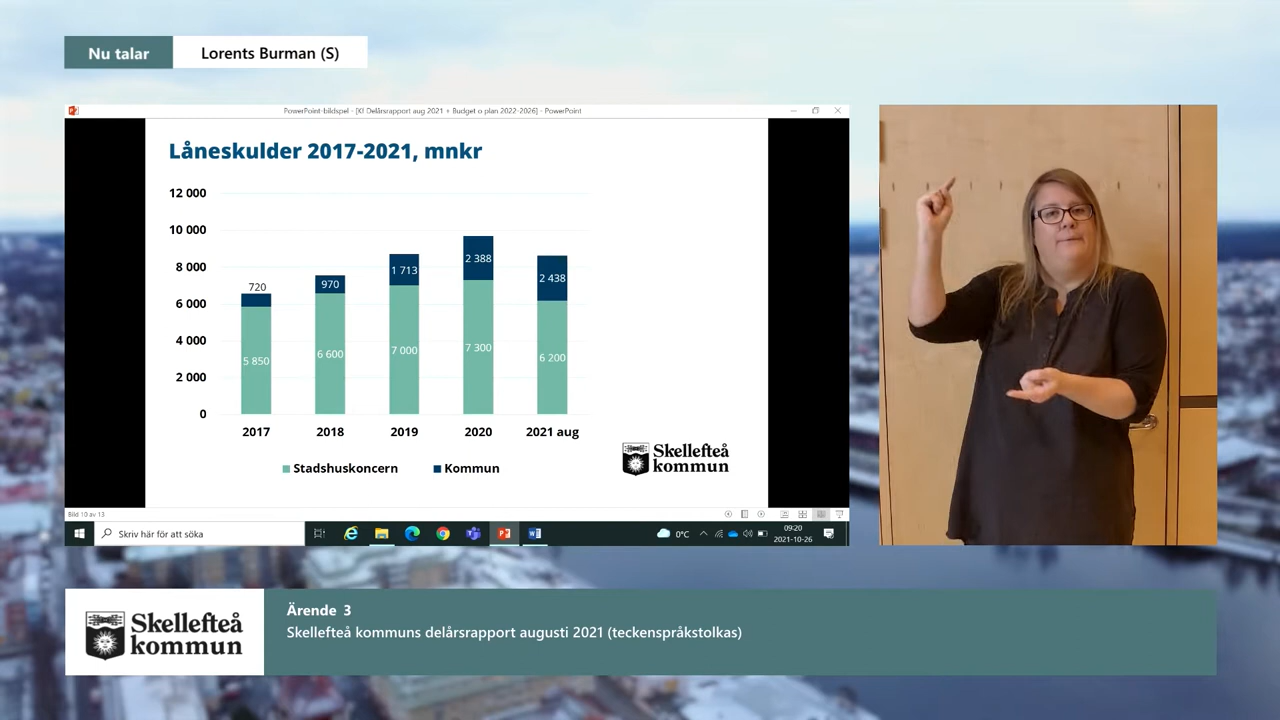 Nu talar
Lorents Burman (S)
PowerPoint-bildspel - [KI Delårsrapport aug 2021 + Budget o plan 2022-2026] - PowerPoint
Låneskulder 2017-2021, mnkr
12 000
10 000
8 000
6 000
4 000
2 000
0
720
970
1 713
2 388
2 438
5 850
6 600
7 000
7 300
6 200
2017
2018
2019
2020
2021 aug
Stadshuskoncern
Kommun
Skellefteå
kommun
Bild 10 av 13
Skriv här för att söka
0°C
09:20
2021-10-26
Skellefteå
kommun
Ärende 3
Skellefteå kommuns delårsrapport augusti 2021 (teckenspråkstolkas)